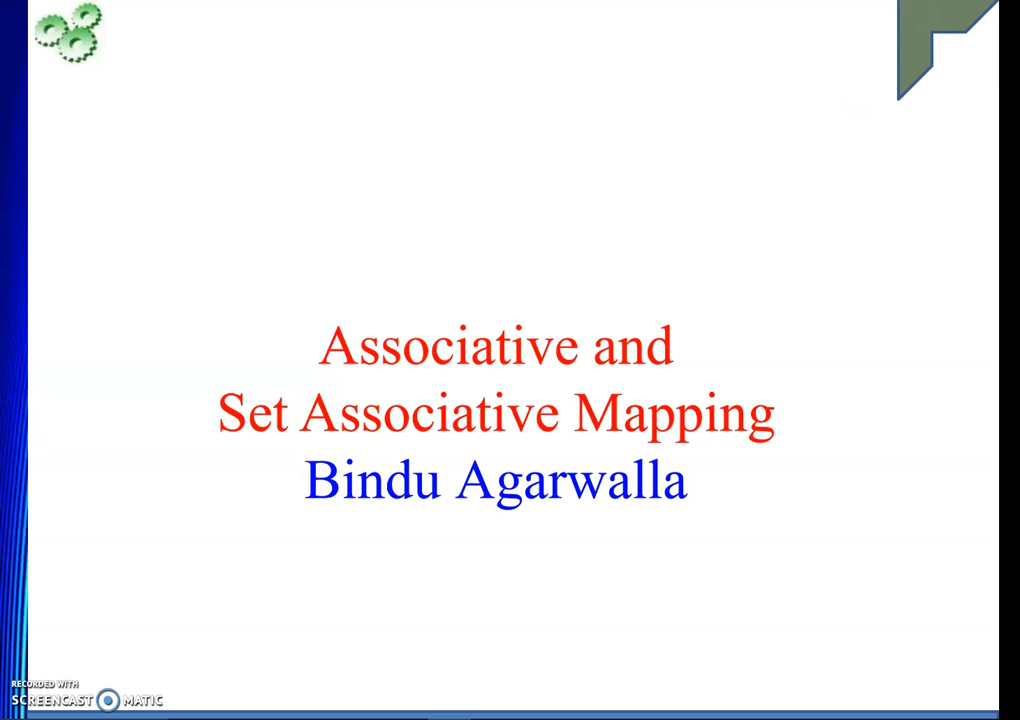 Associative and
Set Associative Mapping
Bindu Agarwalla
RECORDED WITH
SCREENCAST MATIC